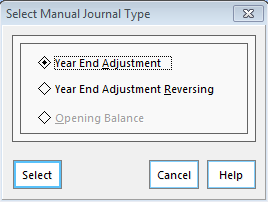 Select Manual Journal Type
Year End Adjustment
Year End Adjustment Reversing
Opening Balance
Select Cancel Help